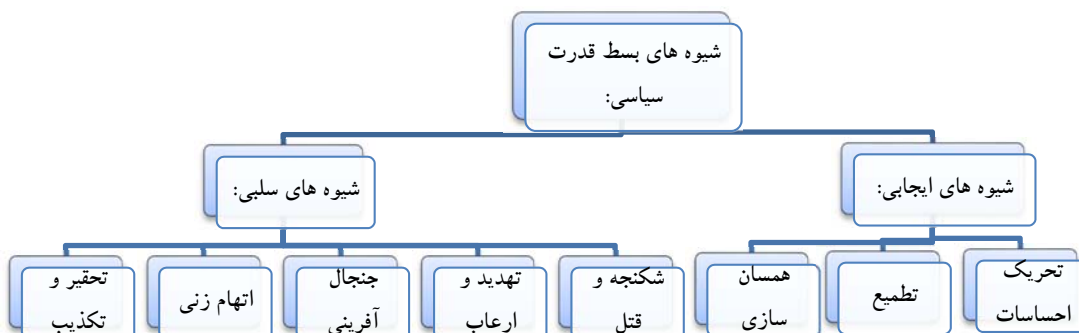 شیوه های بسط قدرت
سیاسی:
شیوه های ایجابی:
شیوه های سلبی:
تحریک
احساسات
تطمیع
همسان
سازی
شکنجه و
قتل
تهدید و
ارعاب
جنجال
آفرینی
اتهام زنی
تحقیر و
تکذیب